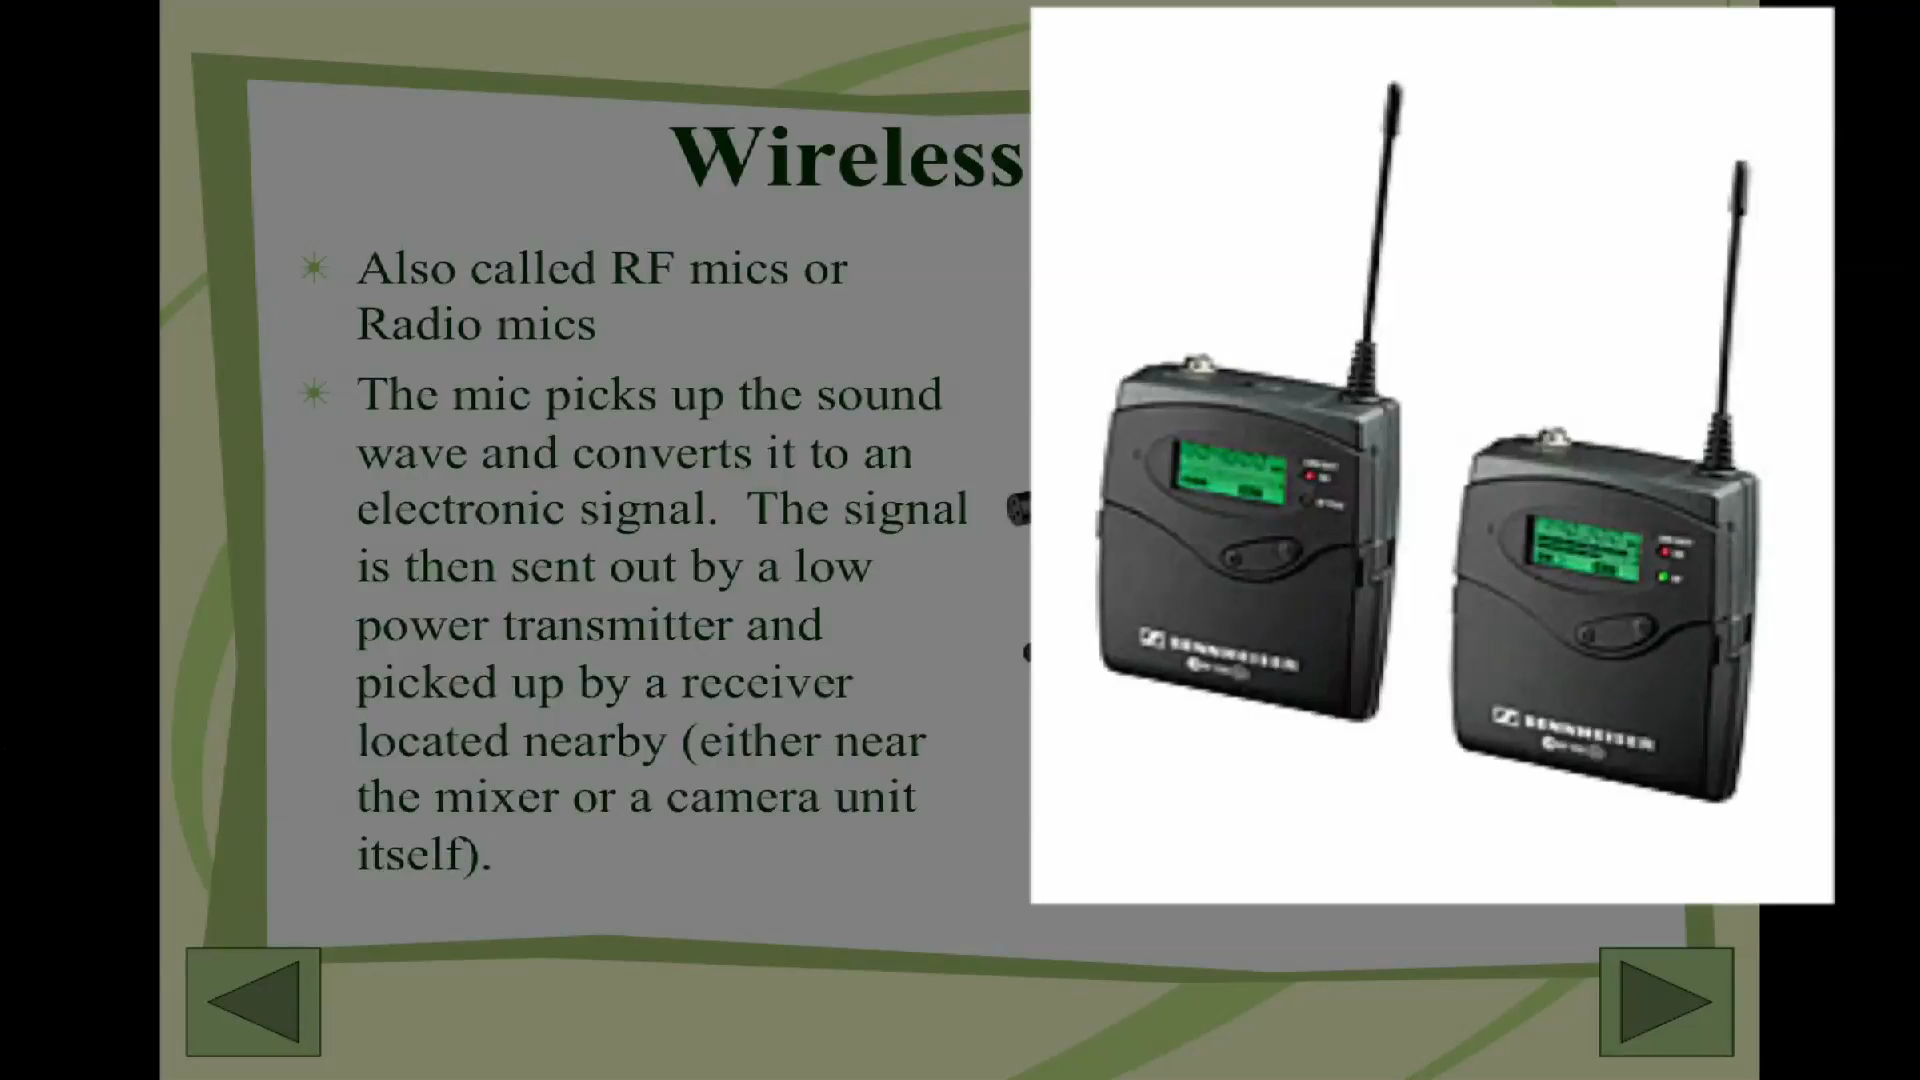 Wireless
Also called RF mics or
Radio mics
The mic picks up the sound
wave and converts it to an
electronic signal.  The signal
is then sent out by a low
power transmitter and
picked up by a receiver
located nearby (either near
the mixer or a camera unit
itself).
SENNHEISER
SENNHEISER